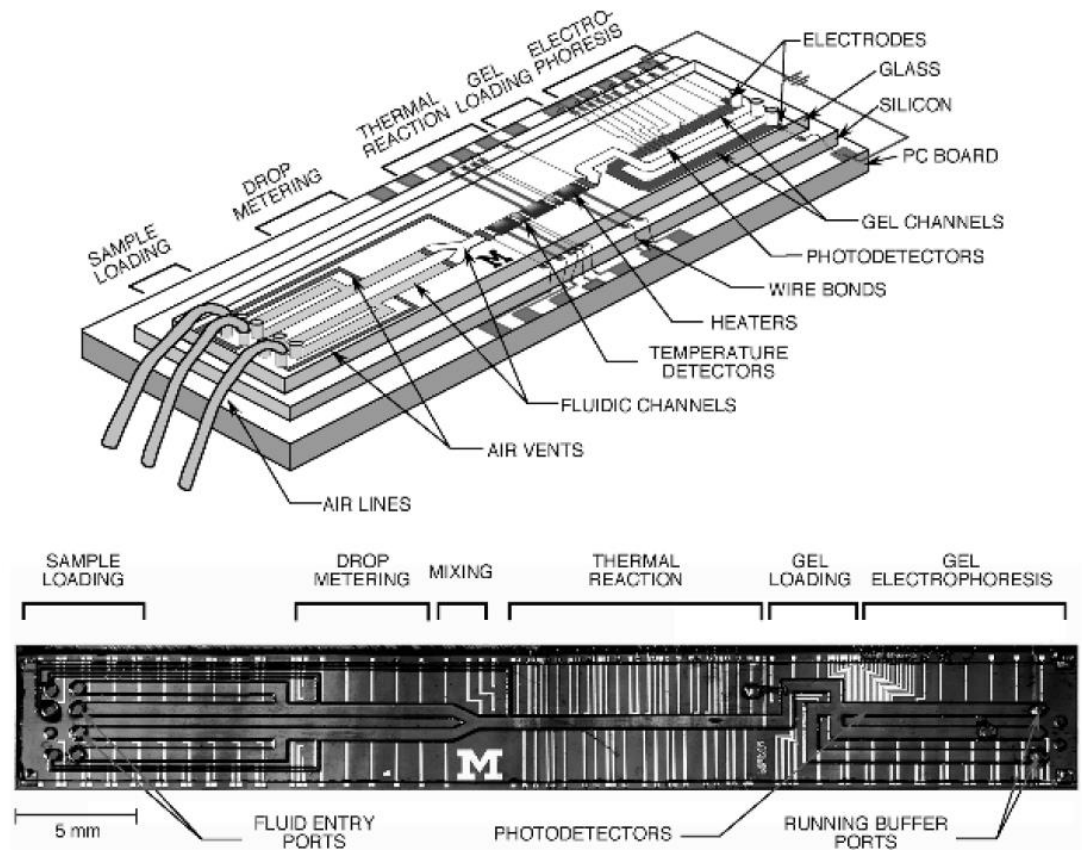 SAMPLE
LOADING
DROP
METERING
THERMAL
REACTION
GEL
LOADING
ELECTRO-
PHORESIS
ELECTRODES
GLASS
SILICON
PC BOARD
GEL CHANNELS
PHOTODETECTORS
WIRE BONDS
HEATERS
TEMPERATURE
DETECTORS
FLUIDIC CHANNELS
AIR VENTS
AIR LINES
M
SAMPLE
LOADING
DROP
METERING
MIXING
THERMAL
REACTION
GEL
LOADING
GEL
ELECTROPHORESIS
M
5 mm
FLUID ENTRY
PORTS
PHOTODETECTORS
RUNNING BUFFER
PORTS